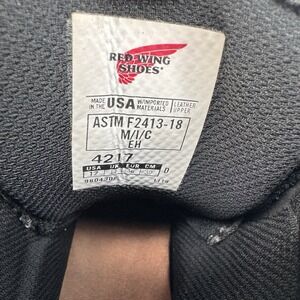 RED WING
SHOES
MADE IN THE USA W/IMPORTED MATERIALS LEATHER UPPER
ASTM F2413-18
M/I/C
EH
4217
USA UK EUR CM